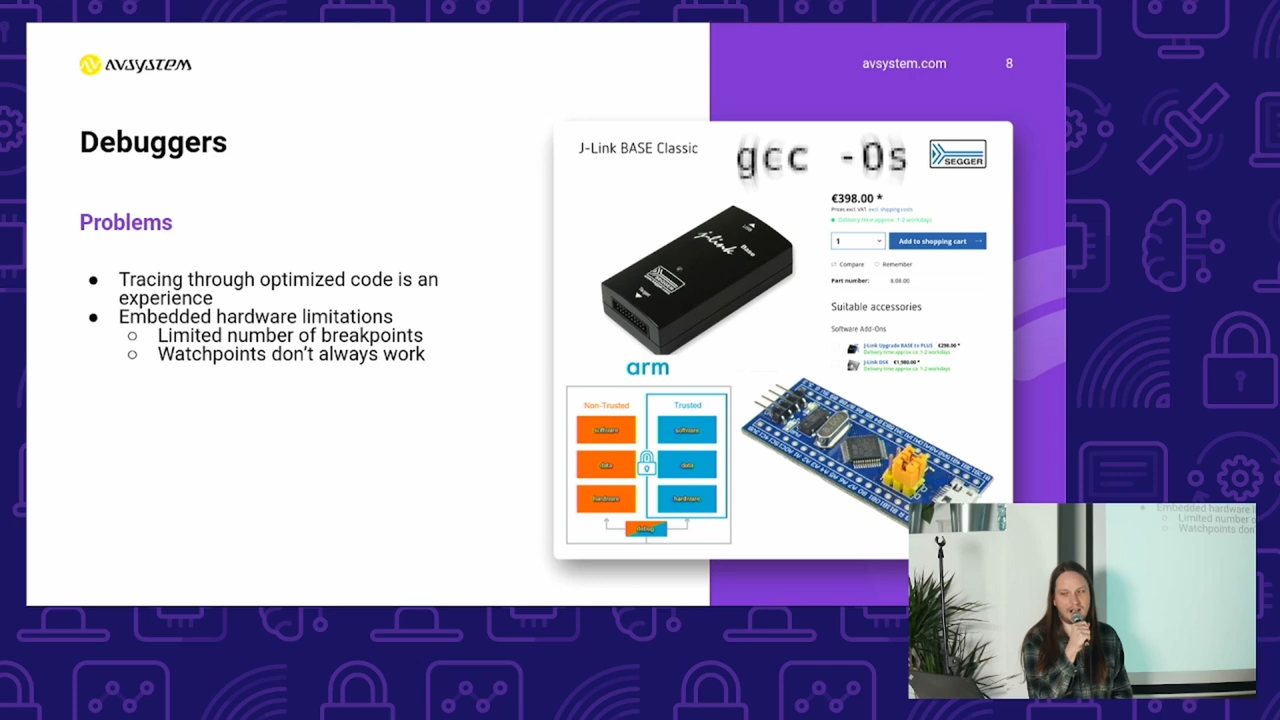 AVSYSTEM
avsystem.com
8
Debuggers
Problems
● Tracing through optimized code is an
experience
● Embedded hardware limitations
○ Limited number of breakpoints
○ Watchpoints don't always work
J-Link BASE Classic
gcc -Os
SEGGER
€398.00 *
Prices excl. VAT, excl. shipping costs
Delivery time approx. 1-2 workdays
1
Add to shopping cart
Compare
Remember
Part number:
8.08.00
Suitable accessories
Software Add-Ons
J-Link Upgrade BASE to PLUS €298.00 *
Delivery time approx ca. 1-2 workdays
Delivery time approx ca. 1-2 workdays
J-Link
Base
Target
arm
Non-Trusted
Trusted
software
software
data
data
hardware
hardware
debug
Embedded hardware l
Limited number o
Watchpoints don